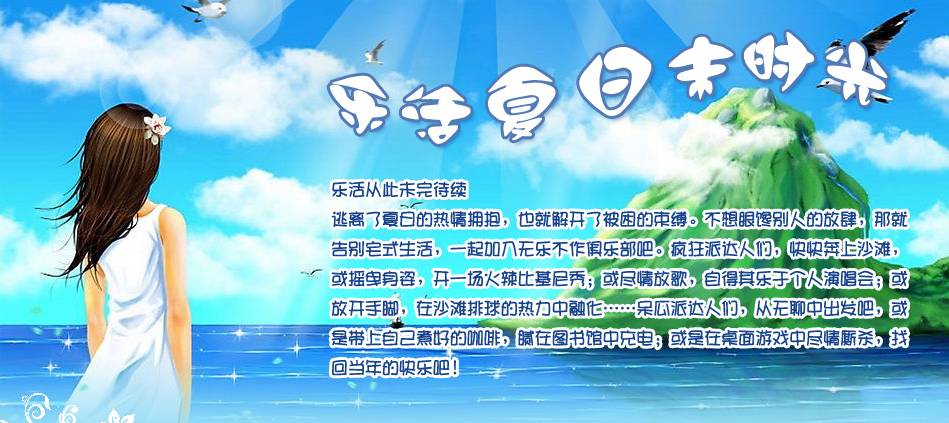 乐活夏日末时光
乐活从此未完待续
逃离了夏日的热情拥抱，也就解开了被困的束缚。不想眼馋别人的放肆，那就
告别宅式生活，一起加入无乐不作俱乐部吧。疯狂派达人们，快快奔上沙滩，
或摇曳身姿，开一场火辣比基尼秀；或尽情放歌，自得其乐于个人演唱会；或
放开手脚，在沙滩排球的热力中融化……呆瓜派达人们，从无聊中出发吧，或
是带上自己煮好的咖啡，腻在图书馆中充电；或是在桌面游戏中尽情厮杀，找
回当年的快乐吧！